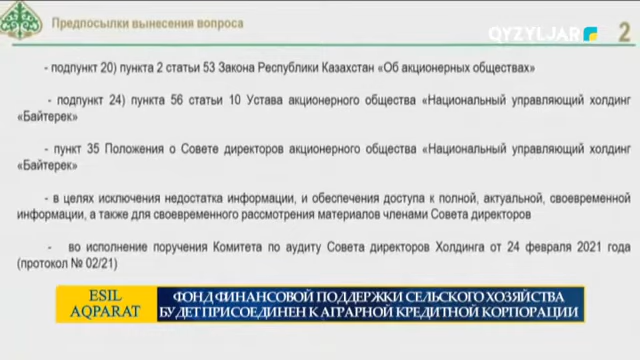 Предпосылки вынесения вопроса
QYZYLJAR
2
- подпункт 20) пункта 2 статьи 53 Закона Республики Казахстан «Об акционерных обществах»
- подпункт 24) пункта 56 статьи 10 Устава акционерного общества «Национальный управляющий холдинг
«Байтерек»
- пункт 35 Положения о Совете директоров акционерного общества «Национальный управляющий холдинг
«Байтерек»
- в целях исключения недостатка информации, и обеспечения доступа к полной, актуальной, своевременной
информации, а также для своевременного рассмотрения материалов членами Совета директоров
- во исполнение поручения Комитета по аудиту Совета директоров Холдинга от 24 февраля 2021 года
(протокол № 02/21)
ESIL
AQPARAT
ФОНД ФИНАНСОВОЙ ПОДДЕРЖКИ СЕЛЬСКОГО ХОЗЯЙСТВА
БУДЕТ ПРИСОЕДИНЕН К АГРАРНОЙ КРЕДИТНОЙ КОРПОРАЦИИ